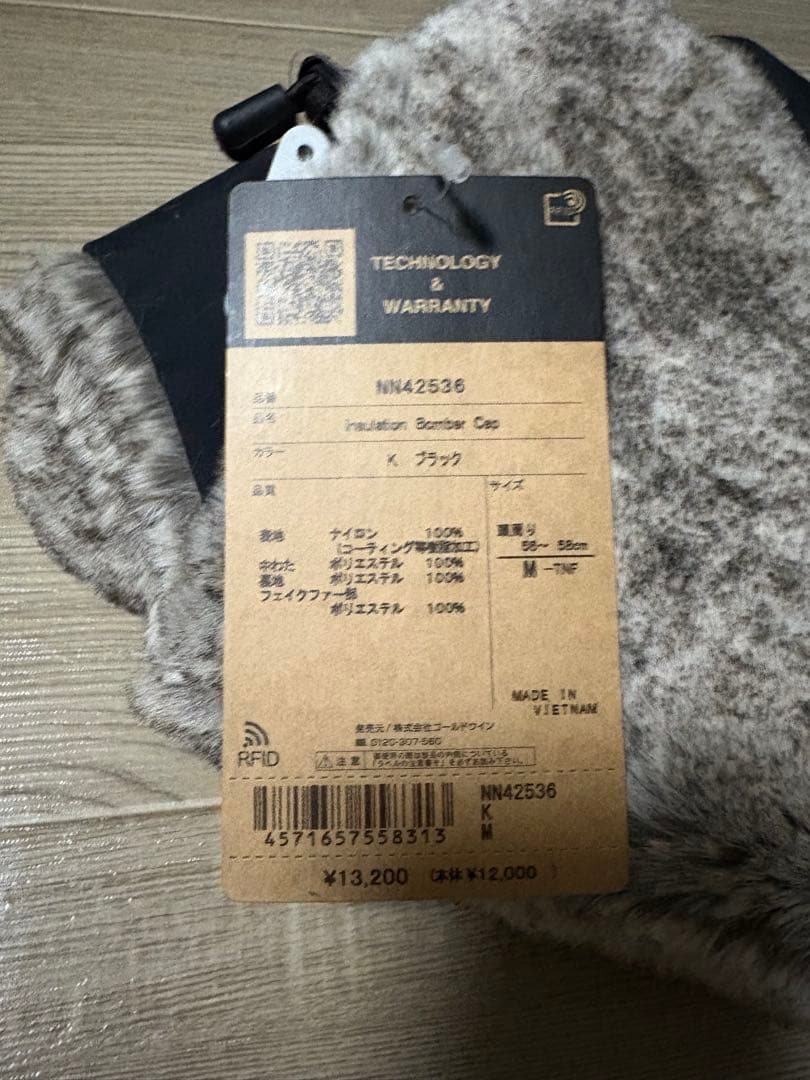 TECHNOLOGY
&
WARRANTY
品番 NN42536
品名 Insulation Bomber Cap
カラー K ブラック
品質
サイズ
表地 ナイロン 100%
(コーティング等樹脂加工)
中わた ポリエステル 100%
裏地 ポリエステル 100%
フェイクファー部
ポリエステル 100%
頭周り
56～ 58cm
M -TNF
MADE IN
VIETNAM
発売元/株式会社ゴールドウイン
0120-307-560
RFID
注意
NN42536
K
M
4571657558313
¥13,200 (本体 ¥12,000 )